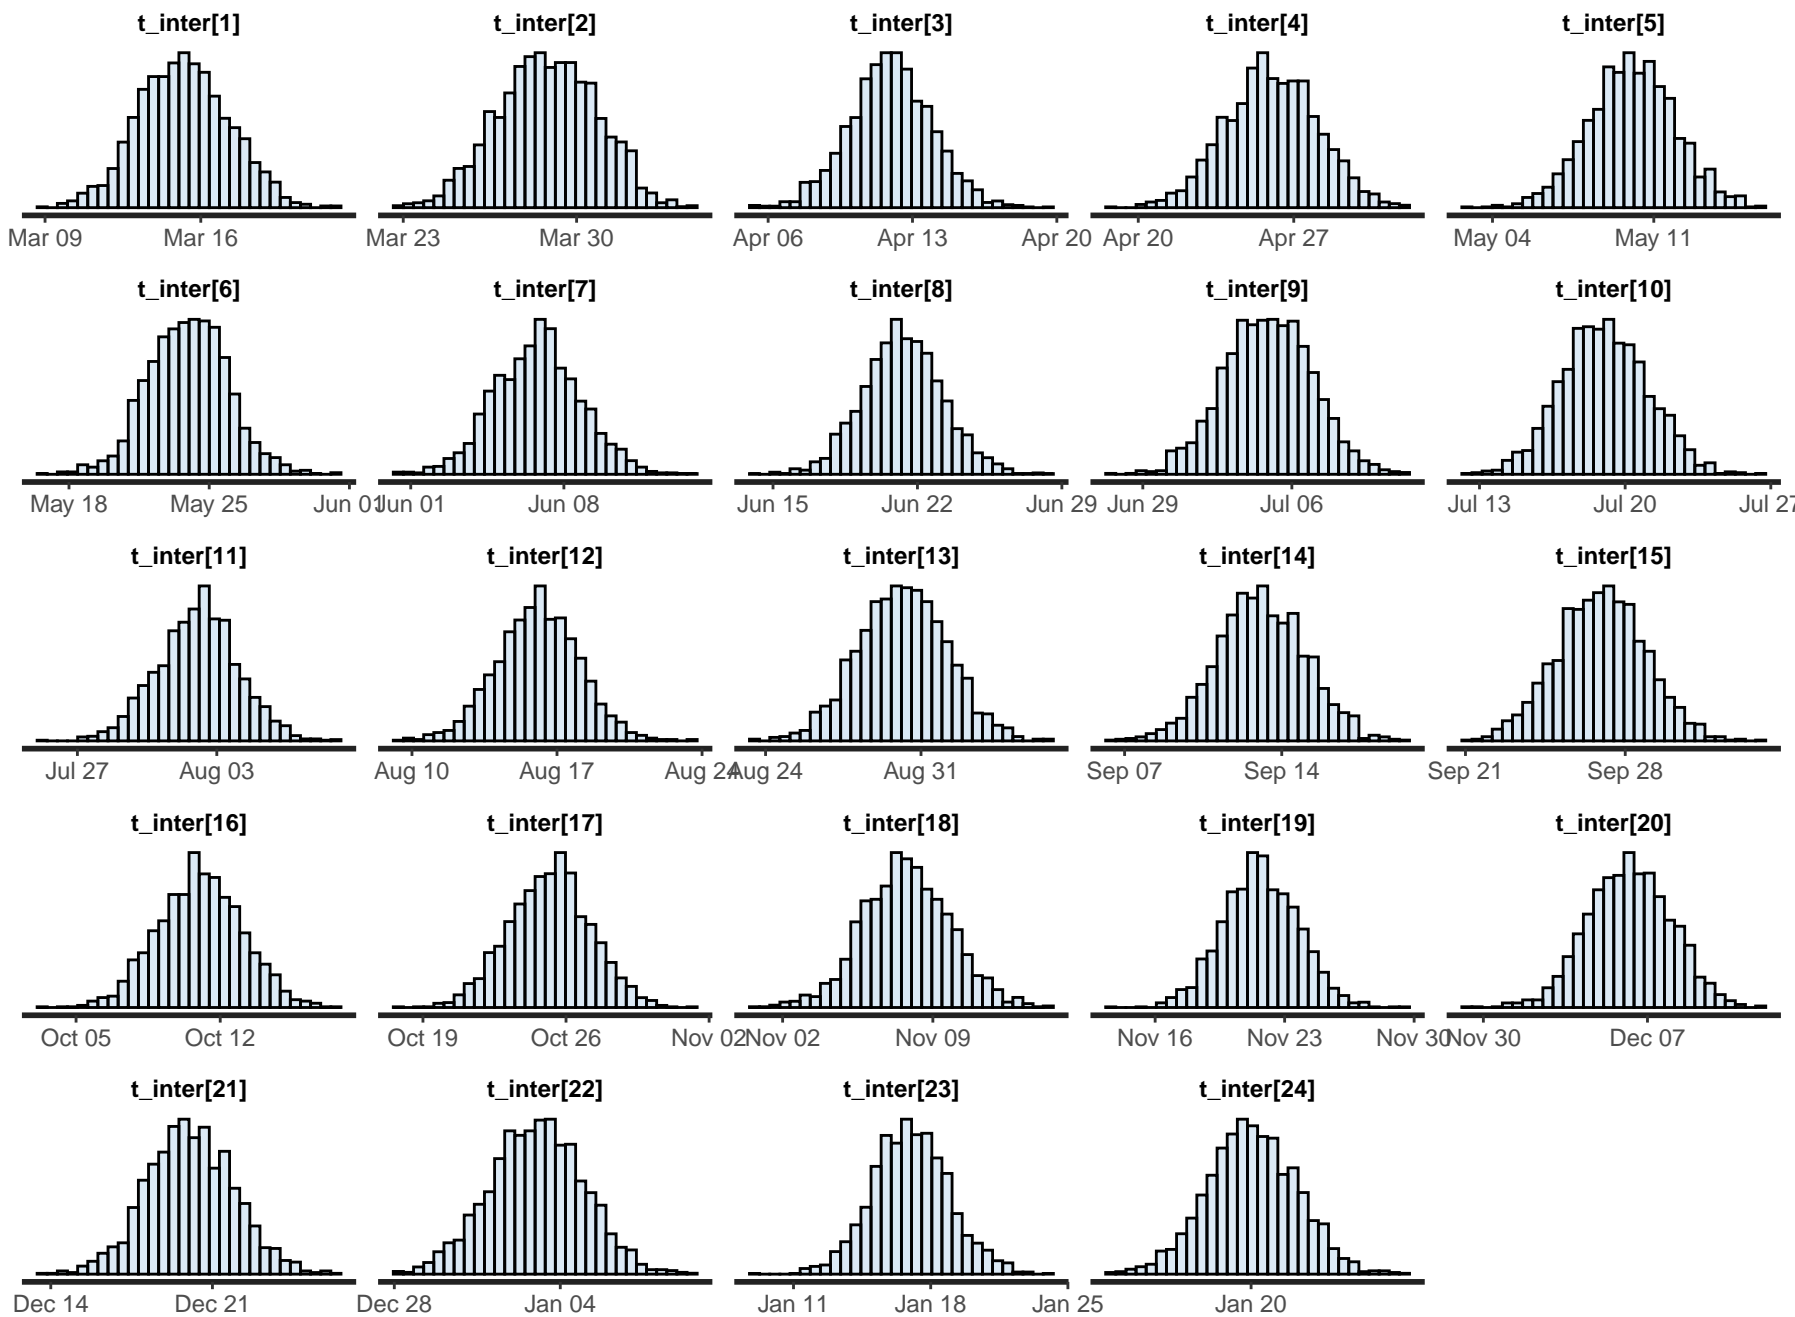 t_inter[1] t_inter[2] t_inter[3] t_inter[4] t_inter[5]
Mar 09 Mar 16 Mar 23 Mar 30 Apr 06 Apr 13 Apr 20 Apr 20 Apr 27 May 04 May 11
t_inter[6] t_inter[7] t_inter[8] t_inter[9] t_inter[10]
May 18 May 25 Jun 01 Jun 01 Jun 08 Jun 15 Jun 22 Jun 29 Jun 29 Jul 06 Jul 13 Jul 20 Jul 27
t_inter[11] t_inter[12] t_inter[13] t_inter[14] t_inter[15]
Jul 27 Aug 03 Aug 10 Aug 17 Aug 24 Aug 24 Aug 31 Sep 07 Sep 14 Sep 21 Sep 28
t_inter[16] t_inter[17] t_inter[18] t_inter[19] t_inter[20]
Oct 05 Oct 12 Oct 19 Oct 26 Nov 02 Nov 02 Nov 09 Nov 16 Nov 23 Nov 30 Nov 30 Dec 07
t_inter[21] t_inter[22] t_inter[23] t_inter[24]
Dec 14 Dec 21 Dec 28 Jan 04 Jan 11 Jan 18 Jan 25 Jan 20